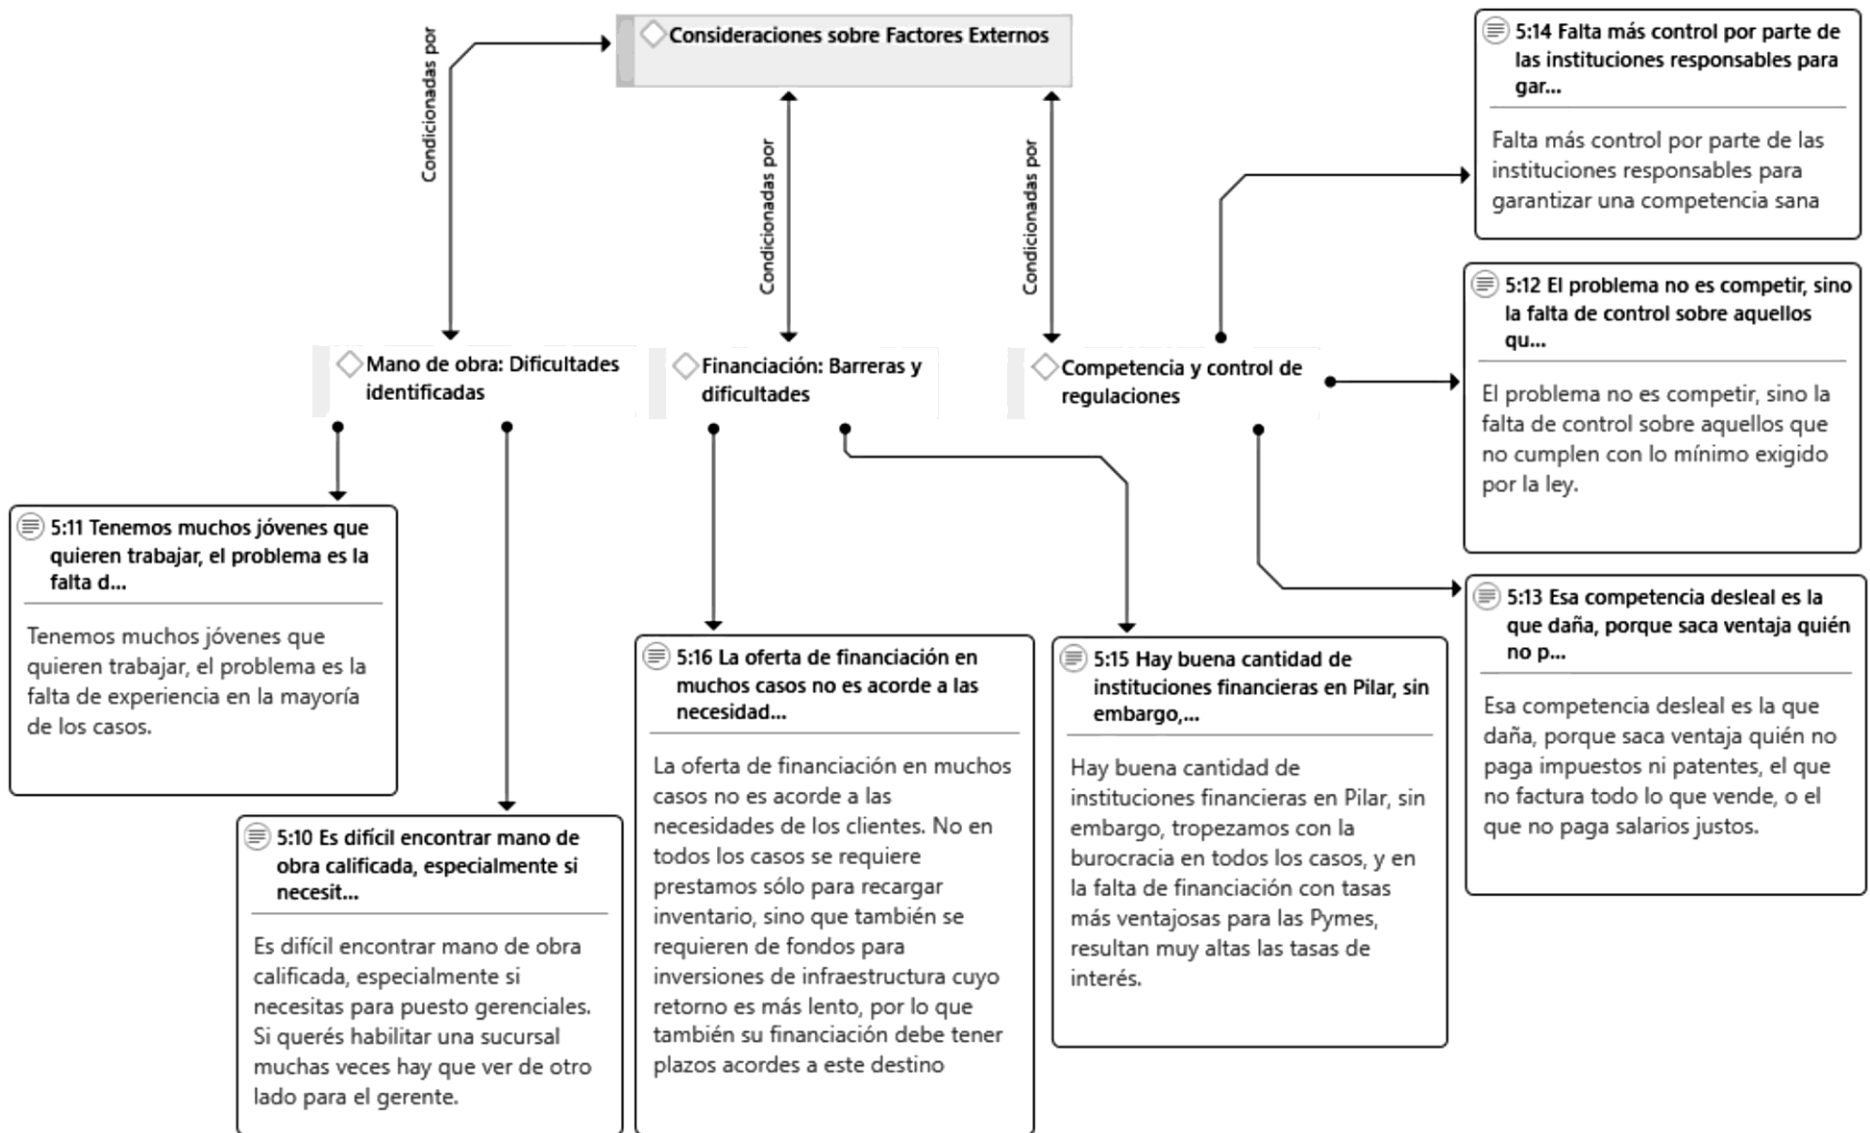 Consideraciones sobre Factores Externos
Condicionadas por
Condicionadas por
Condicionadas por
Mano de obra: Dificultades
identificadas
Financiación: Barreras y
dificultades
Competencia y control de
regulaciones
5:14 Falta más control por parte de
las instituciones responsables para
gar...
Falta más control por parte de las
instituciones responsables para
garantizar una competencia sana
5:12 El problema no es competir, sino
la falta de control sobre aquellos
qu...
El problema no es competir, sino la
falta de control sobre aquellos que
no cumplen con lo mínimo exigido
por la ley.
5:13 Esa competencia desleal es la
que daña, porque saca ventaja quién
no p...
Esa competencia desleal es la que
daña, porque saca ventaja quién no
paga impuestos ni patentes, el que
no factura todo lo que vende, o el
que no paga salarios justos.
5:11 Tenemos muchos jóvenes que
quieren trabajar, el problema es la
falta d...
Tenemos muchos jóvenes que
quieren trabajar, el problema es la
falta de experiencia en la mayoría
de los casos.
5:10 Es difícil encontrar mano de
obra calificada, especialmente si
necesit...
Es difícil encontrar mano de obra
calificada, especialmente si
necesitas para puesto gerenciales.
Si querés habilitar una sucursal
muchas veces hay que ver de otro
lado para el gerente.
5:16 La oferta de financiación en
muchos casos no es acorde a las
necesidad...
La oferta de financiación en muchos
casos no es acorde a las
necesidades de los clientes. No en
todos los casos se requiere
prestamos sólo para recargar
inventario, sino que también se
requieren de fondos para
inversiones de infraestructura cuyo
retorno es más lento, por lo que
también su financiación debe tener
plazos acordes a este destino
5:15 Hay buena cantidad de
instituciones financieras en Pilar, sin
embargo,...
Hay buena cantidad de
instituciones financieras en Pilar, sin
embargo, tropezamos con la
burocracia en todos los casos, y en
la falta de financiación con tasas
más ventajosas para las Pymes,
resultan muy altas las tasas de
interés.